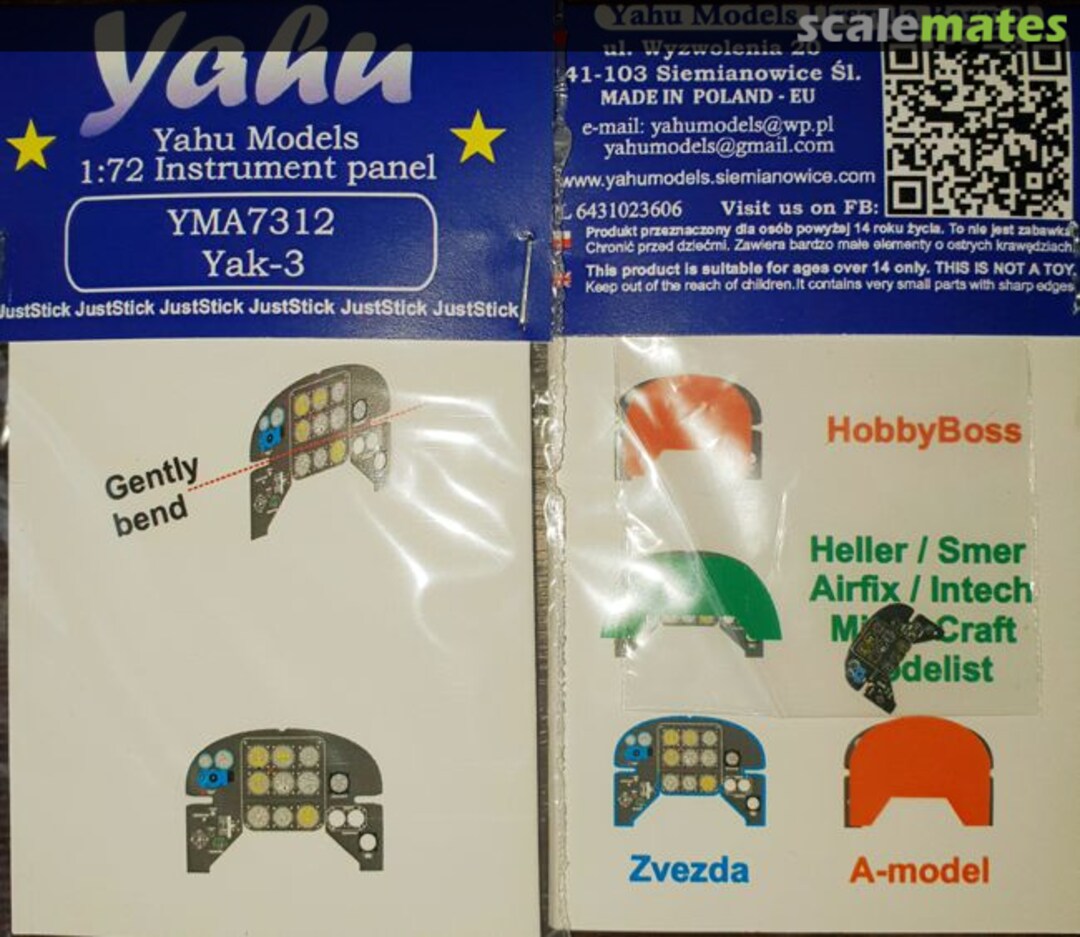 scalemates
Yahu
Yahu Models
1:72 Instrument panel
YMA7312
Yak-3
JustStick JustStick JustStick JustStick JustStick JustStick
Gently
bend
Yahu Models
ul. Wyzwolenia 20
41-103 Siemianowice Śl.
MADE IN POLAND - EU
e-mail: yahumodels@wp.pl
yahumodels@gmail.com
www.yahumodels.siemianowice.com
6431023606 Visit us on FB:
Produkt przeznaczony dla osób powyżej 14 roku życia. To nie jest zabawka
Chronić przed dziećmi. Zawiera bardzo małe elementy o ostrych krawędziach
This product is suitable for ages over 14 only. THIS IS NOT A TOY
Keep out of the reach of children.It contains very small parts with sharp edges
HobbyBoss
Heller / Smer
Airfix / Intech
Craft
Zvezda
A-model